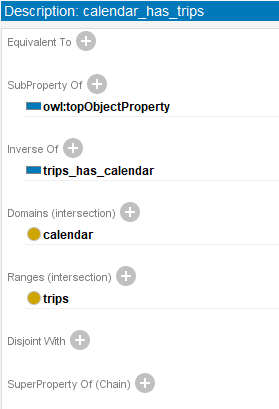 Description: calendar_has_trips
Equivalent To
SubProperty Of
owl:topObjectProperty
Inverse Of
trips_has_calendar
Domains (intersection)
calendar
Ranges (intersection)
trips
Disjoint With
SuperProperty Of (Chain)